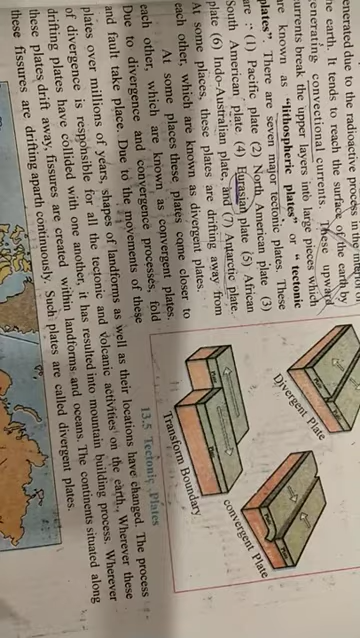 enerated due to the radioactive process in the interior
he earth. It tends to reach the surface of the earth by
enerating convectional currents. These upward
urrents break the upper layers into large pieces which
re known as "lithospheric plates" or " tectonic
plates". There are seven major tectonic plates. These
are : (1) Pacific plate (2) North American plate (3)
South American plate (4) Eurasian plate (5) African
plate (6) Indo-Australian plate, and (7) Antarctic plate.
At some places, these plates are drifting away from
each other, which are known as divergent plates.
At some places these plates come closer to
each other, which are known as convergent plates.
Due to divergence and convergence processes, fold
and fault take place. Due to the movements of these
plates over millions of years, shapes of landforms as well as their locations have changed. The process
of divergence is responsible for all the tectonic and volcanic activities on the earth. Wherever these
drifting plates have collided with one another, it has resulted into mountain building process. Wherever
these plates drift away, fissures are created within landforms and oceans. The continents situated along
these fissures are drifting aparth continuously. Such plates are called divergent plates.
Divergent Plate
convergent Plate
Transform Boundary
13.5 Tectonic Plates